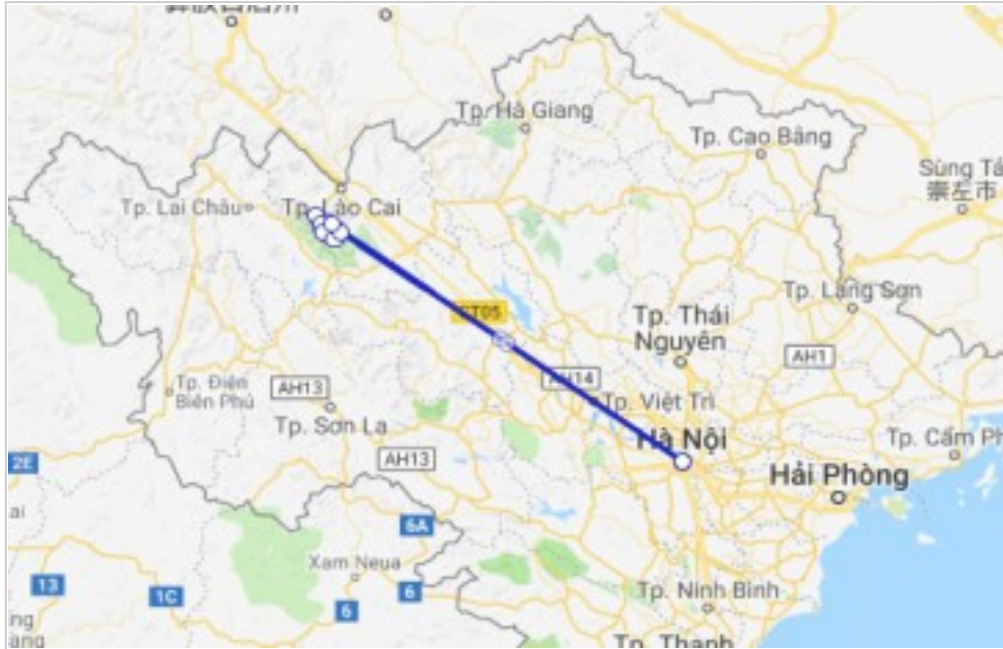 Tp. Hà Giang
Tp. Cao Bằng
Sùng Tả
崇左市
Tp. Lai Châu
Tp. Lào Cai
Tp. Lạng Sơn
CT05
Tp. Thái
Nguyên
AH1
AH14
Tp. Điện
Biên Phủ
AH13
Tp. Việt Trì
Tp. Sơn La
Hà Nội
Tp. Cẩm Ph
2E
AH13
Hải Phòng
ai
6A
Xam Neua
13
1C
6
6
Tp. Ninh Bình
ng
ang
Tp. Thanh